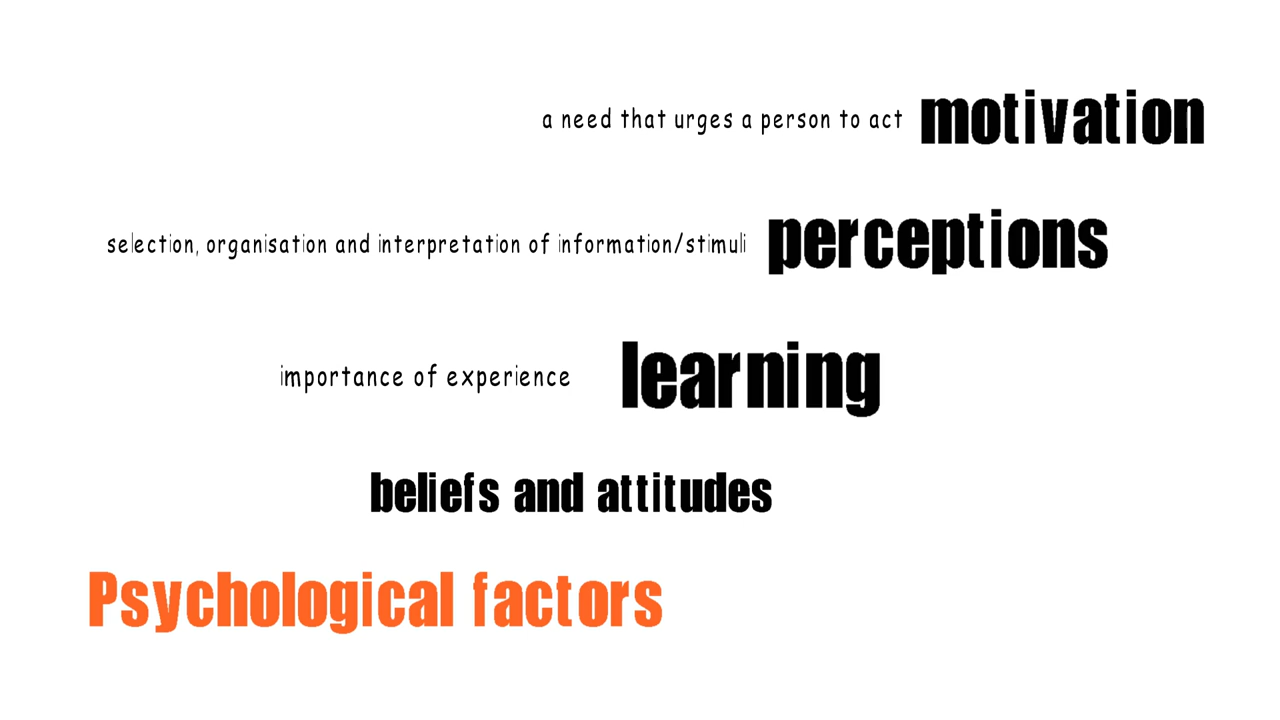 a need that urges a person to act motivation
selection, organisation and interpretation of information/stimuli perceptions
importance of experience learning
beliefs and attitudes
Psychological factors